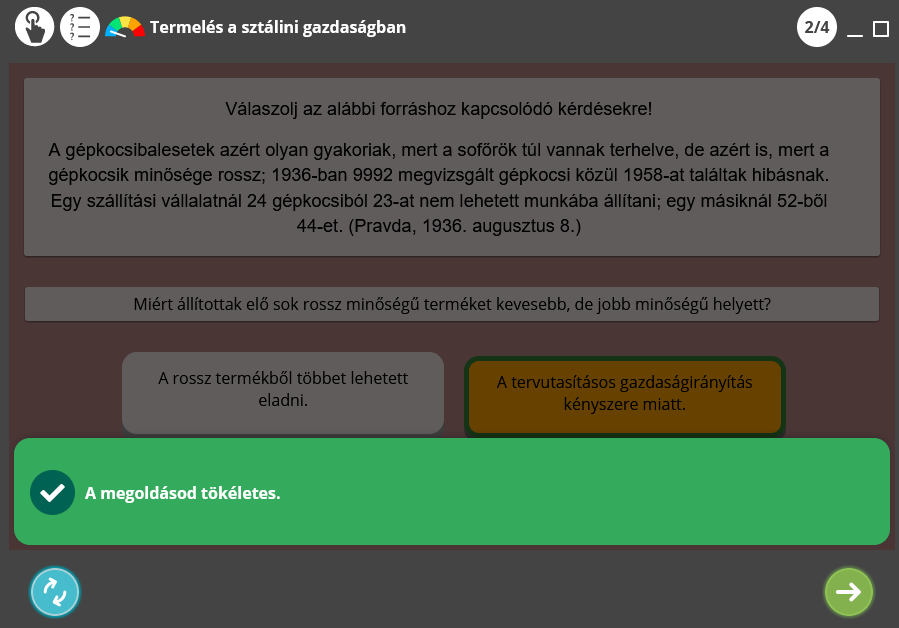 Termelés a sztálini gazdaságban
2/4
Válaszolj az alábbi forráshoz kapcsolódó kérdésekre!
A gépkocsibalesetek azért olyan gyakoriak, mert a sofőrök túl vannak terhelve, de azért is, mert a
gépkocsik minősége rossz; 1936-ban 9992 megvizsgált gépkocsi közül 1958-at találtak hibásnak.
Egy szállítási vállalatnál 24 gépkocsiból 23-at nem lehetett munkába állítani; egy másiknál 52-ből
44-et. (Pravda, 1936. augusztus 8.)
Miért állítottak elő sok rossz minőségű terméket kevesebb, de jobb minőségű helyett?
A rossz termékből többet lehetett
eladni.
A tervutasításos gazdaságirányítás
kényszere miatt.
A megoldásod tökéletes.